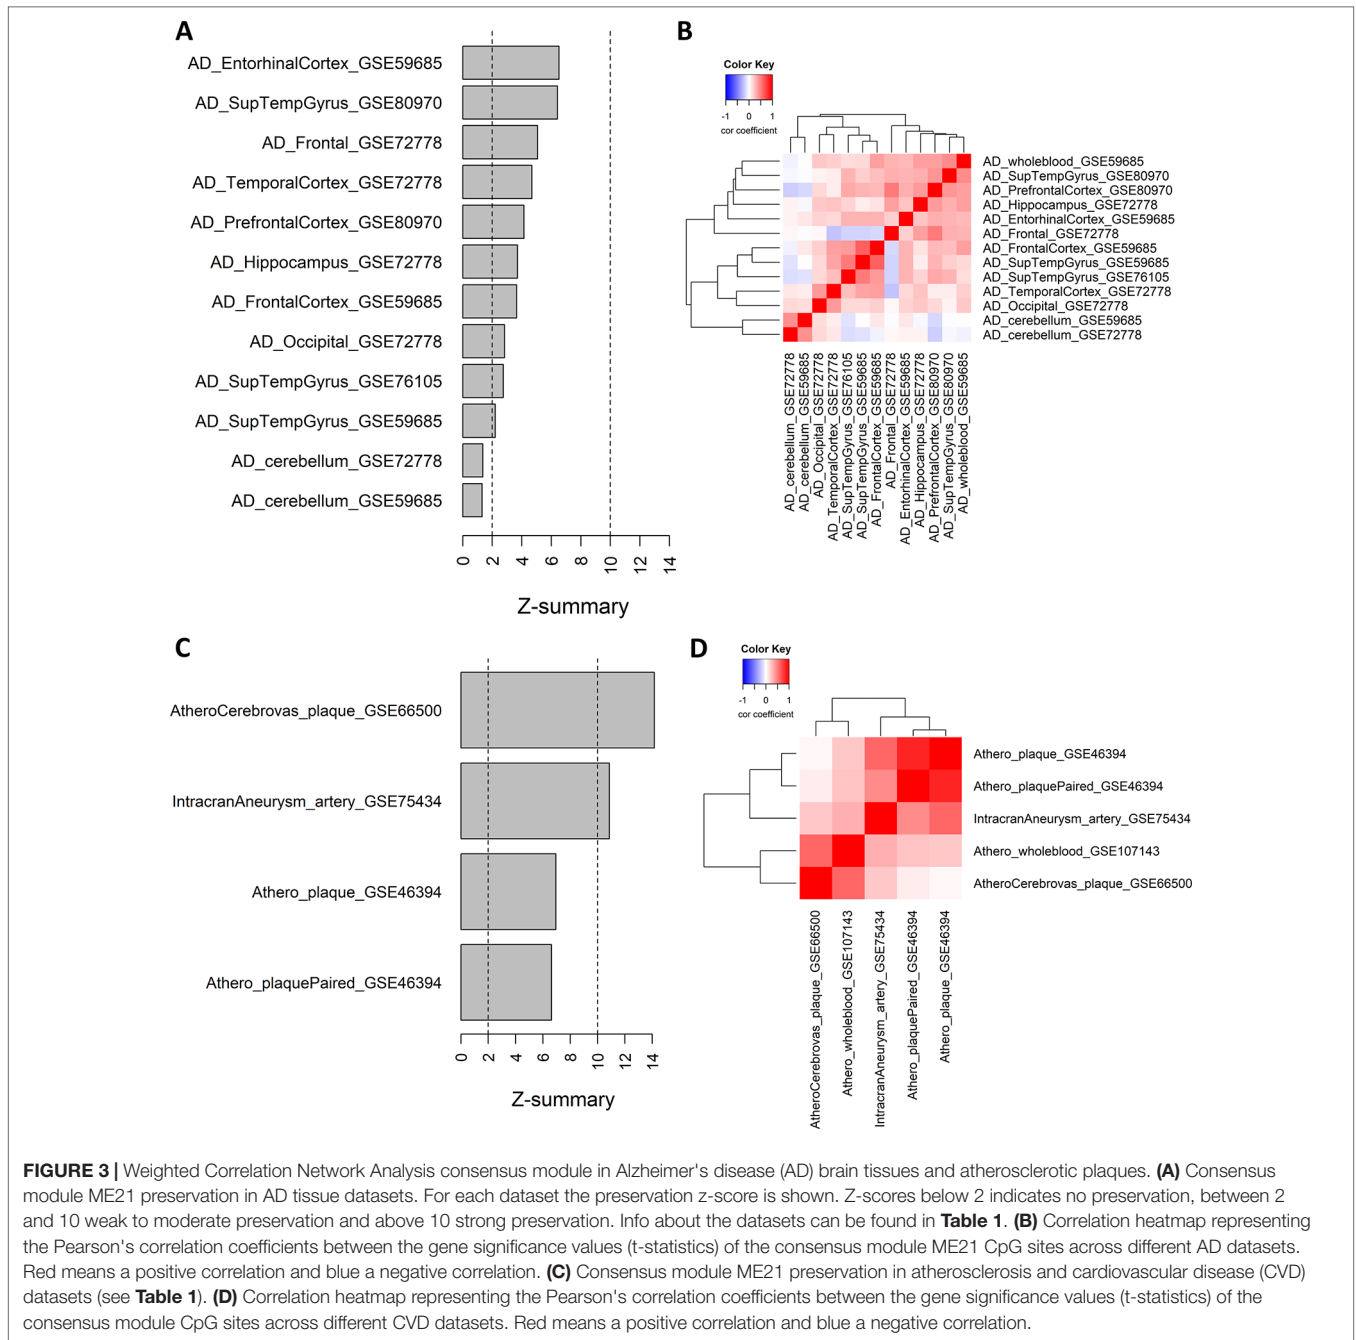 A
AD_EntorhinalCortex_GSE59685
AD_SupTempGyrus_GSE80970
AD_Frontal_GSE72778
AD_TemporalCortex_GSE72778
AD_PrefrontalCortex_GSE80970
AD_Hippocampus_GSE72778
AD_FrontalCortex_GSE59685
AD_Occipital_GSE72778
AD_SupTempGyrus_GSE76105
AD_SupTempGyrus_GSE59685
AD_cerebellum_GSE72778
AD_cerebellum_GSE59685
0 2 4 6 8 10 12 14
Z-summary
B
Color Key
-1 0 1
cor coefficient
AD_wholeblood_GSE59685
AD_SupTempGyrus_GSE80970
AD_PrefrontalCortex_GSE80970
AD_Hippocampus_GSE72778
AD_EntorhinalCortex_GSE59685
AD_Frontal_GSE72778
AD_FrontalCortex_GSE59685
AD_SupTempGyrus_GSE59685
AD_SupTempGyrus_GSE76105
AD_TemporalCortex_GSE72778
AD_Occipital_GSE72778
AD_cerebellum_GSE59685
AD_cerebellum_GSE72778
AD_cerebellum_GSE72778
AD_cerebellum_GSE59685
AD_Occipital_GSE72778
AD_TemporalCortex_GSE72778
AD_SupTempGyrus_GSE76105
AD_SupTempGyrus_GSE59685
AD_FrontalCortex_GSE59685
AD_Frontal_GSE72778
AD_EntorhinalCortex_GSE59685
AD_Hippocampus_GSE72778
AD_PrefrontalCortex_GSE80970
AD_SupTempGyrus_GSE80970
AD_wholeblood_GSE59685
C
AtheroCerebrovas_plaque_GSE66500
IntracranAneurysm_artery_GSE75434
Athero_plaque_GSE46394
Athero_plaquePaired_GSE46394
0 2 4 6 8 10 12 14
Z-summary
D
Color Key
-1 0 1
cor coefficient
Athero_plaque_GSE46394
Athero_plaquePaired_GSE46394
IntracranAneurysm_artery_GSE75434
Athero_wholeblood_GSE107143
AtheroCerebrovas_plaque_GSE66500
AtheroCerebrovas_plaque_GSE66500
Athero_wholeblood_GSE107143
IntracranAneurysm_artery_GSE75434
Athero_plaquePaired_GSE46394
Athero_plaque_GSE46394
FIGURE 3 | Weighted Correlation Network Analysis consensus module in Alzheimer's disease (AD) brain tissues and atherosclerotic plaques. (A) Consensus
module ME21 preservation in AD tissue datasets. For each dataset the preservation z-score is shown. Z-scores below 2 indicates no preservation, between 2
and 10 weak to moderate preservation and above 10 strong preservation. Info about the datasets can be found in Table 1. (B) Correlation heatmap representing
the Pearson's correlation coefficients between the gene significance values (t-statistics) of the consensus module ME21 CpG sites across different AD datasets.
Red means a positive correlation and blue a negative correlation. (C) Consensus module ME21 preservation in atherosclerosis and cardiovascular disease (CVD)
datasets (see Table 1). (D) Correlation heatmap representing the Pearson's correlation coefficients between the gene significance values (t-statistics) of the
consensus module CpG sites across different CVD datasets. Red means a positive correlation and blue a negative correlation.